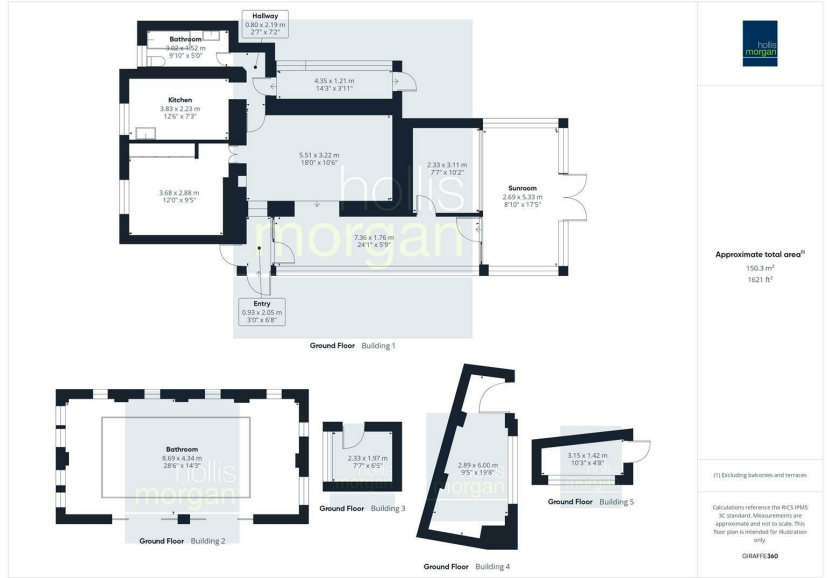 Hallway
0.80 x 2.19 m
2'7" x 7'2"
Bathroom
3.02 x 1.52 m
9'10" x 5'0"
4.35 x 1.21 m
14'3" x 3'11"
Kitchen
3.83 x 2.23 m
12'6" x 7'3"
5.51 x 3.22 m
18'0" x 10'6"
2.33 x 3.11 m
7'7" x 10'2"
3.68 x 2.88 m
12'0" x 9'5"
Sunroom
2.69 x 5.33 m
8'10" x 17'5"
7.36 x 1.76 m
24'1" x 5'9"
hollis
morgan
Entry
0.93 x 2.05 m
3'0" x 6'8"
Ground Floor Building 1
Bathroom
8.69 x 4.34 m
28'6" x 14'3"
hollis
morgan
Ground Floor Building 2
2.33 x 1.97 m
7'7" x 6'5"
hollis
morgan
Ground Floor Building 3
2.89 x 6.00 m
9'5" x 19'8"
hollis
morgan
Ground Floor Building 4
3.15 x 1.42 m
10'3" x 4'8"
morgan
Ground Floor Building 5
hollis
morgan
Approximate total area(1)
150.3 m²
1621 ft²
(1) Excluding balconies and terraces
Calculations reference the RICS IPMS
3C standard. Measurements are
approximate and not to scale. This
floor plan is intended for illustration
only.
GIRAFFE360